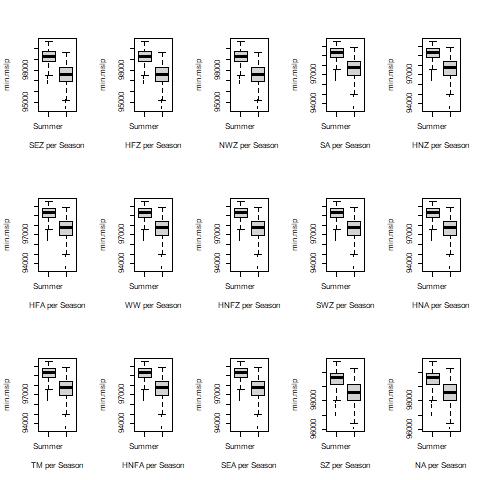 min.mslp 95000 98000 Summer SEZ per Season
min.mslp 95000 98000 Summer HFZ per Season
min.mslp 95000 98000 Summer NWZ per Season
min.mslp 94000 97000 Summer SA per Season
min.mslp 94000 97000 Summer HNZ per Season
min.mslp 94000 97000 Summer HFA per Season
min.mslp 94000 97000 Summer WW per Season
min.mslp 94000 97000 Summer HNFZ per Season
min.mslp 94000 97000 Summer SWZ per Season
min.mslp 94000 97000 Summer HNA per Season
min.mslp 94000 97000 Summer TM per Season
min.mslp 94000 97000 Summer HNFA per Season
min.mslp 94000 97000 Summer SEA per Season
min.mslp 96000 98000 Summer SZ per Season
min.mslp 96000 98000 Summer NA per Season